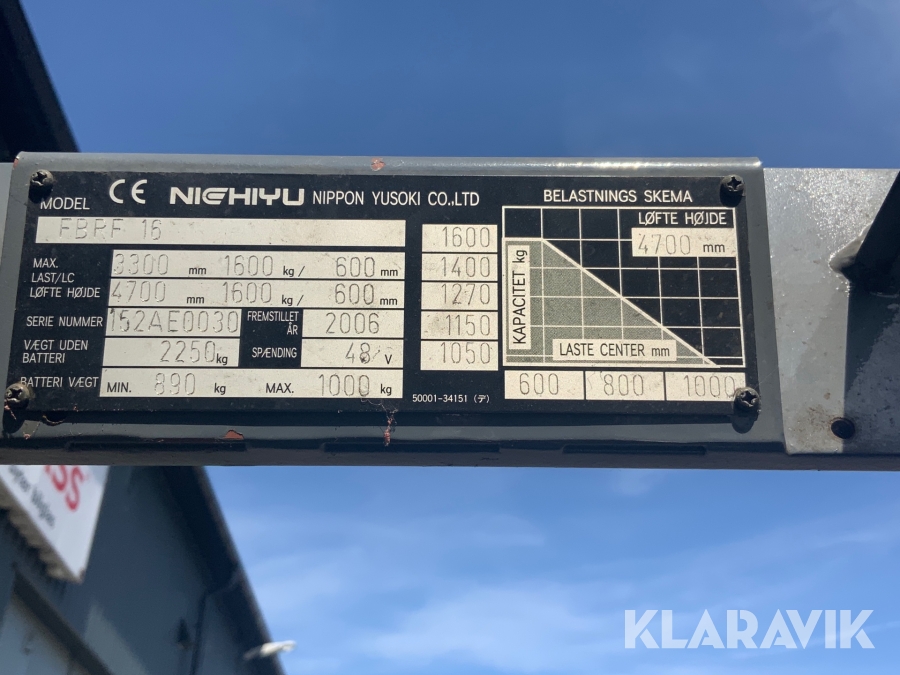 MODEL CE NICHIYU NIPPON YUSOKI CO.,LTD
FBRF 16
MAX. LAST/LC LØFTE HØJDE
3300 mm 1600 kg/ 600 mm
4700 mm 1600 kg/ 600 mm
SERIE NUMMER 152AE0030 FREMSTILLET ÅR 2006
VÆGT UDEN BATTERI 2250 kg SPÆNDING 48 V
BATTERI VÆGT MIN. 890 kg MAX. 1000 kg
1600
1400
1270
1150
1050
50001-34151 (デ)
BELASTNINGS SKEMA
LØFTE HØJDE
4700 mm
KAPACITET kg
LASTE CENTER mm
600 800 1000
SS
KLARAVIK